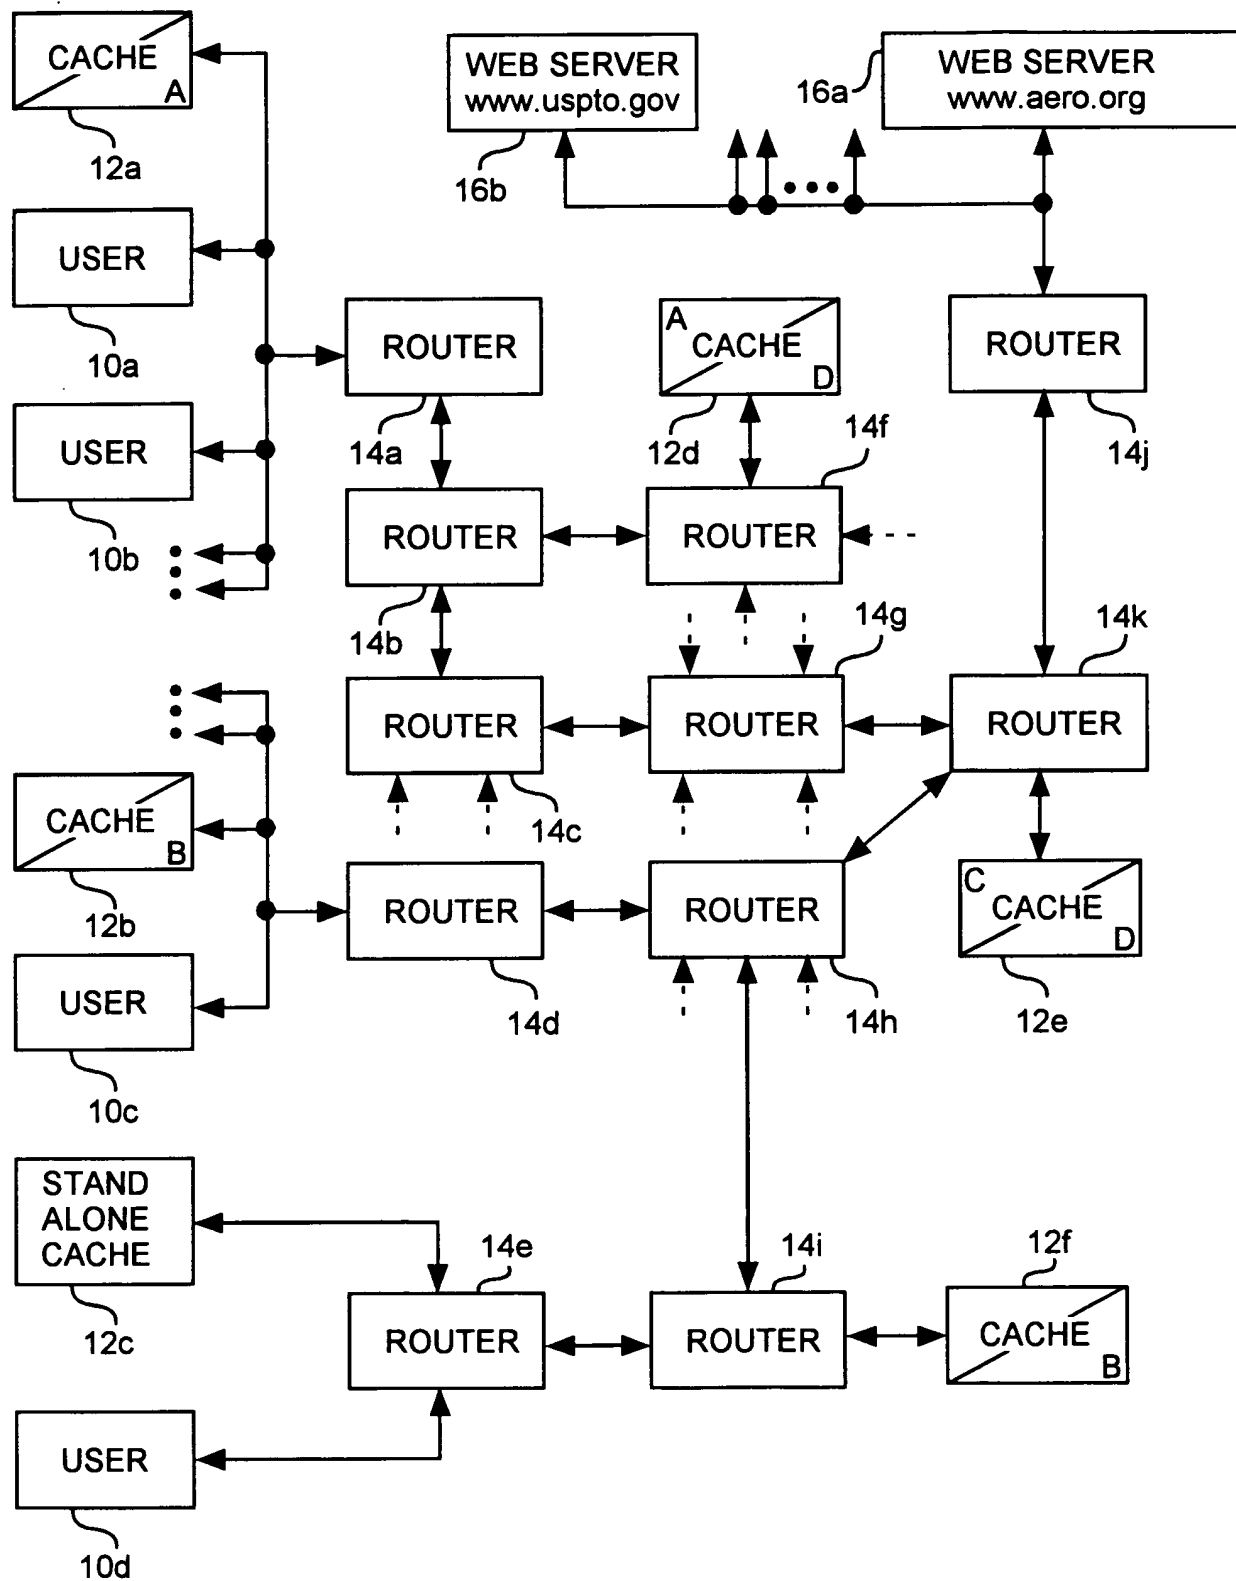 CACHE
A
12a
WEB SERVER
www.uspto.gov
16b
16a
WEB SERVER
www.aero.org
USER
10a
ROUTER
14a
A
CACHE
D
12d
ROUTER
14j
USER
10b
ROUTER
14b
14f
ROUTER
14g
ROUTER
14k
ROUTER
ROUTER
14c
CACHE
B
12b
ROUTER
14d
ROUTER
14h
C
CACHE
D
12e
USER
10c
STAND
ALONE
CACHE
12c
14e
ROUTER
14i
ROUTER
12f
CACHE
B
USER
10d